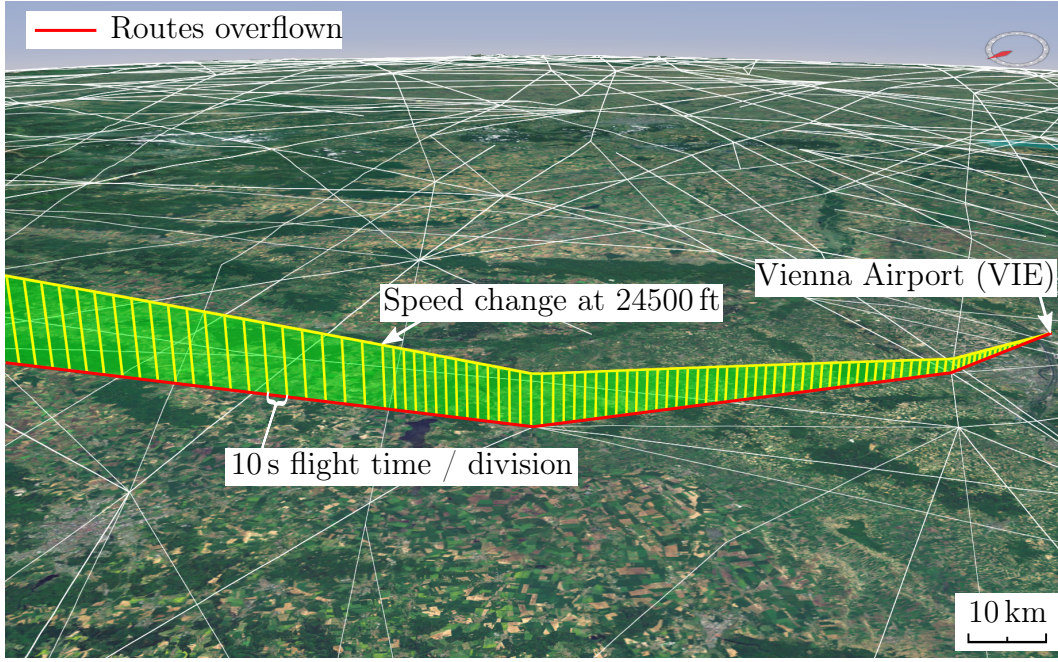 Routes overflown
Vienna Airport (VIE)
Speed change at 24500 ft
10 s flight time / division
10 km